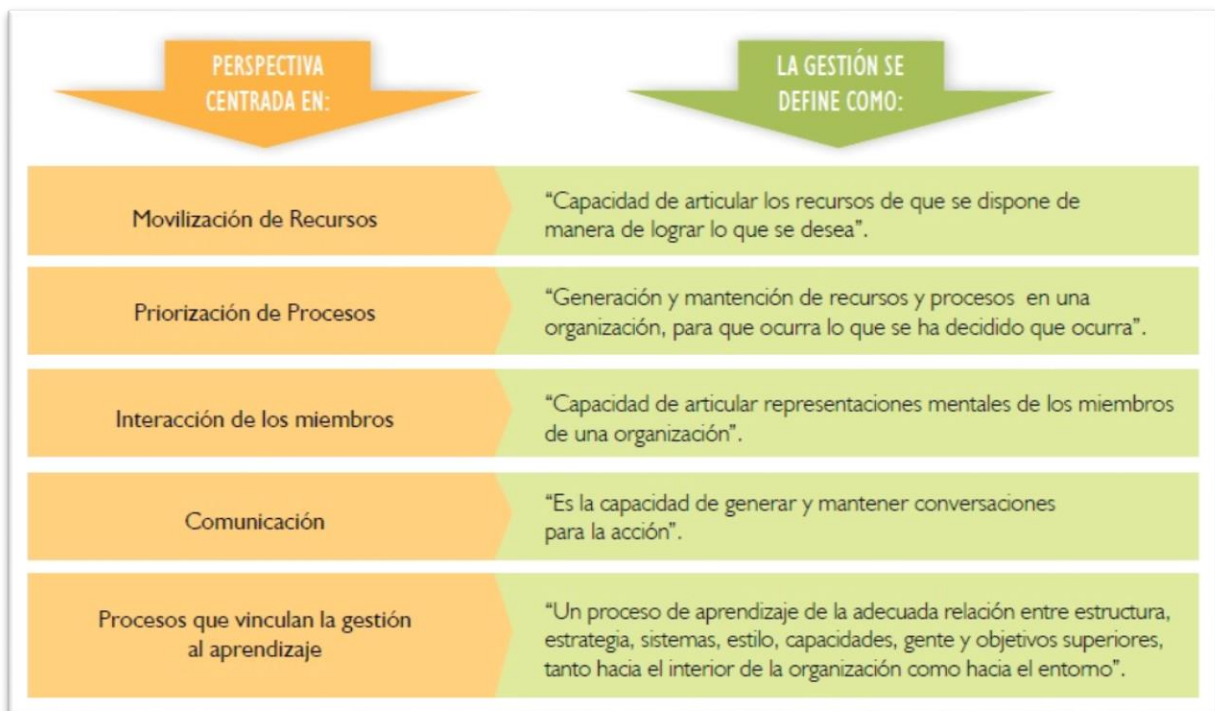 PERSPECTIVA
CENTRADA EN:
LA GESTIÓN SE
DEFINE COMO:
Movilización de Recursos
“Capacidad de articular los recursos de que se dispone de
manera de lograr lo que se desea”.
Priorización de Procesos
“Generación y mantención de recursos y procesos en una
organización, para que ocurra lo que se ha decidido que ocurra”.
Interacción de los miembros
“Capacidad de articular representaciones mentales de los miembros
de una organización”.
Comunicación
“Es la capacidad de generar y mantener conversaciones
para la acción”.
Procesos que vinculan la gestión
al aprendizaje
“Un proceso de aprendizaje de la adecuada relación entre estructura,
estrategia, sistemas, estilo, capacidades, gente y objetivos superiores,
tanto hacia el interior de la organización como hacia el entorno”.